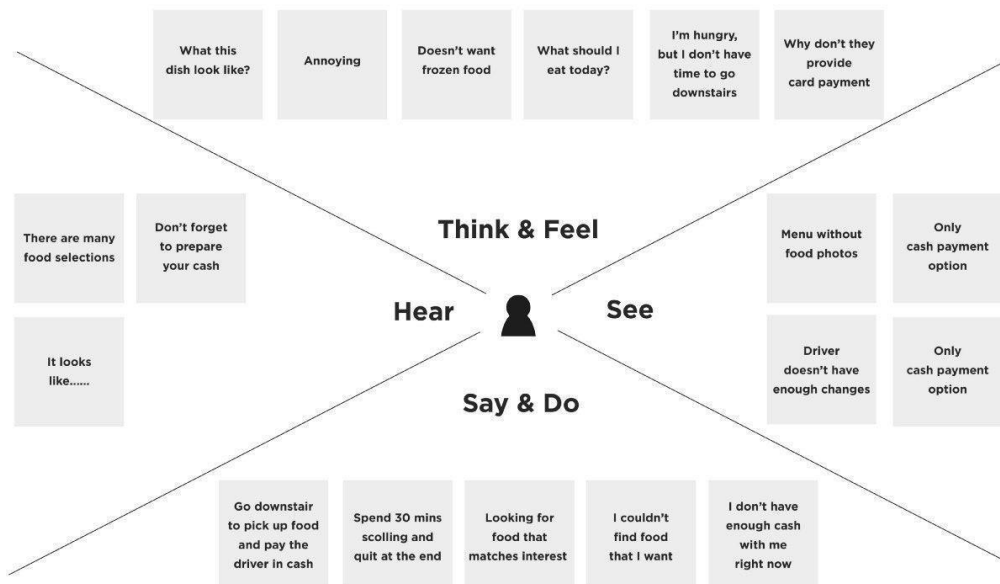 What this
dish look like?
Annoying
Doesn't want
frozen food
What should I
eat today?
I'm hungry,
but I don't have
time to go
downstairs
Why don't they
provide
card payment
Think & Feel
There are many
food selections
Don't forget
to prepare
your cash
It looks
like......
Hear
See
Menu without
food photos
Only
cash payment
option
Driver
doesn't have
enough changes
Only
cash payment
option
Say & Do
Go downstair
to pick up food
and pay the
driver in cash
Spend 30 mins
scolling and
quit at the end
Looking for
food that
matches interest
I couldn't
find food
that I want
I don't have
enough cash
with me
right now